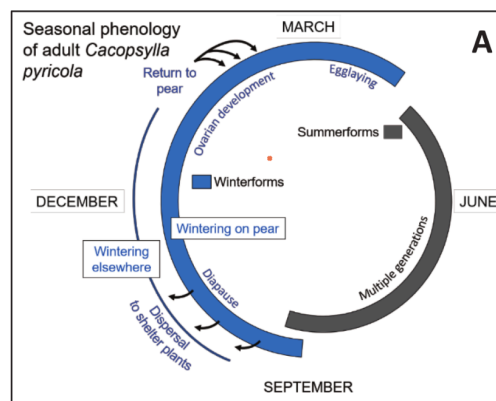 Seasonal phenology
of adult Cacopsylla
pyricola
MARCH
A
Return to
pear
Egglaying
Ovarian development
Summerforms
Winterforms
DECEMBER
JUNE
Wintering on pear
Wintering
elsewhere
Diapause
Multiple generations
Dispersal
to shelter plants
SEPTEMBER